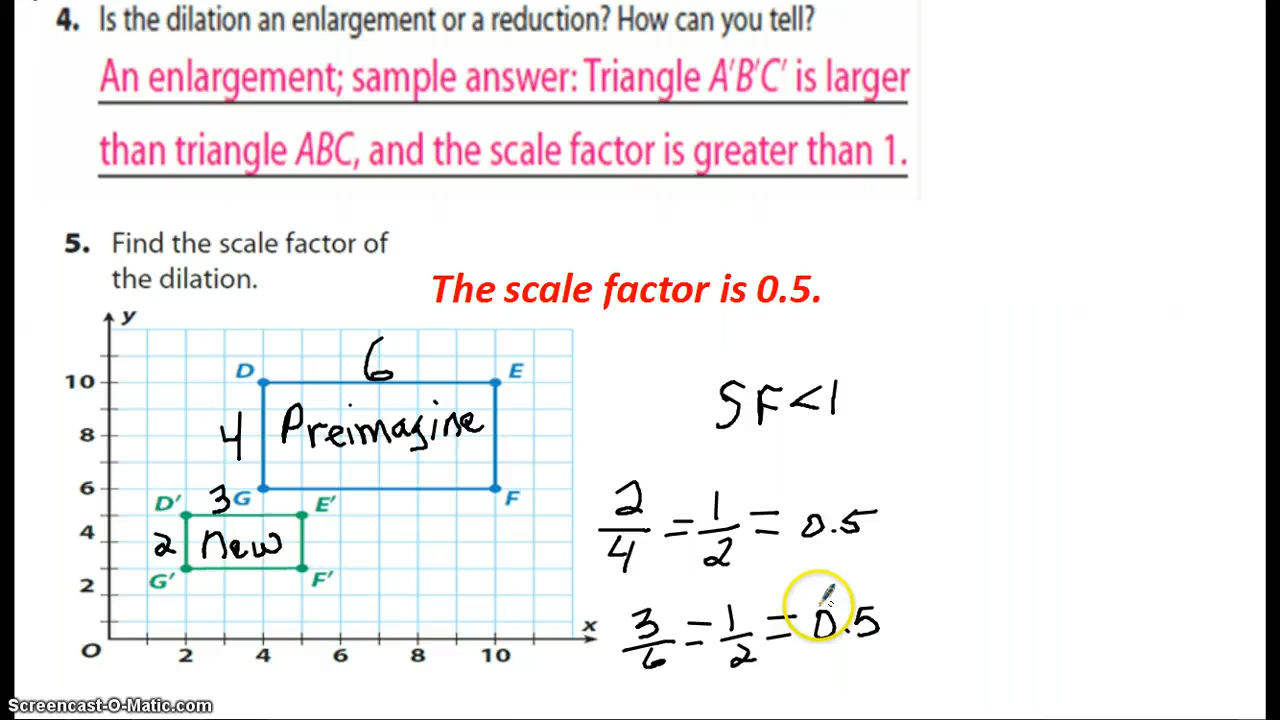 4. Is the dilation an enlargement or a reduction? How can you tell?
An enlargement; sample answer: Triangle A′B′C′ is larger
than triangle ABC, and the scale factor is greater than 1.
5. Find the scale factor of
the dilation.
The scale factor is 0.5.
y
6
D E
10
SF<1
4 Preimagine
8
6
G F
D′ 3 E′
2/4 = 1/2 = 0.5
4
2 new
G′ F′
2
3/6 = 1/2 = 0.5
x
O 2 4 6 8 10
Screencast-O-Matic.com